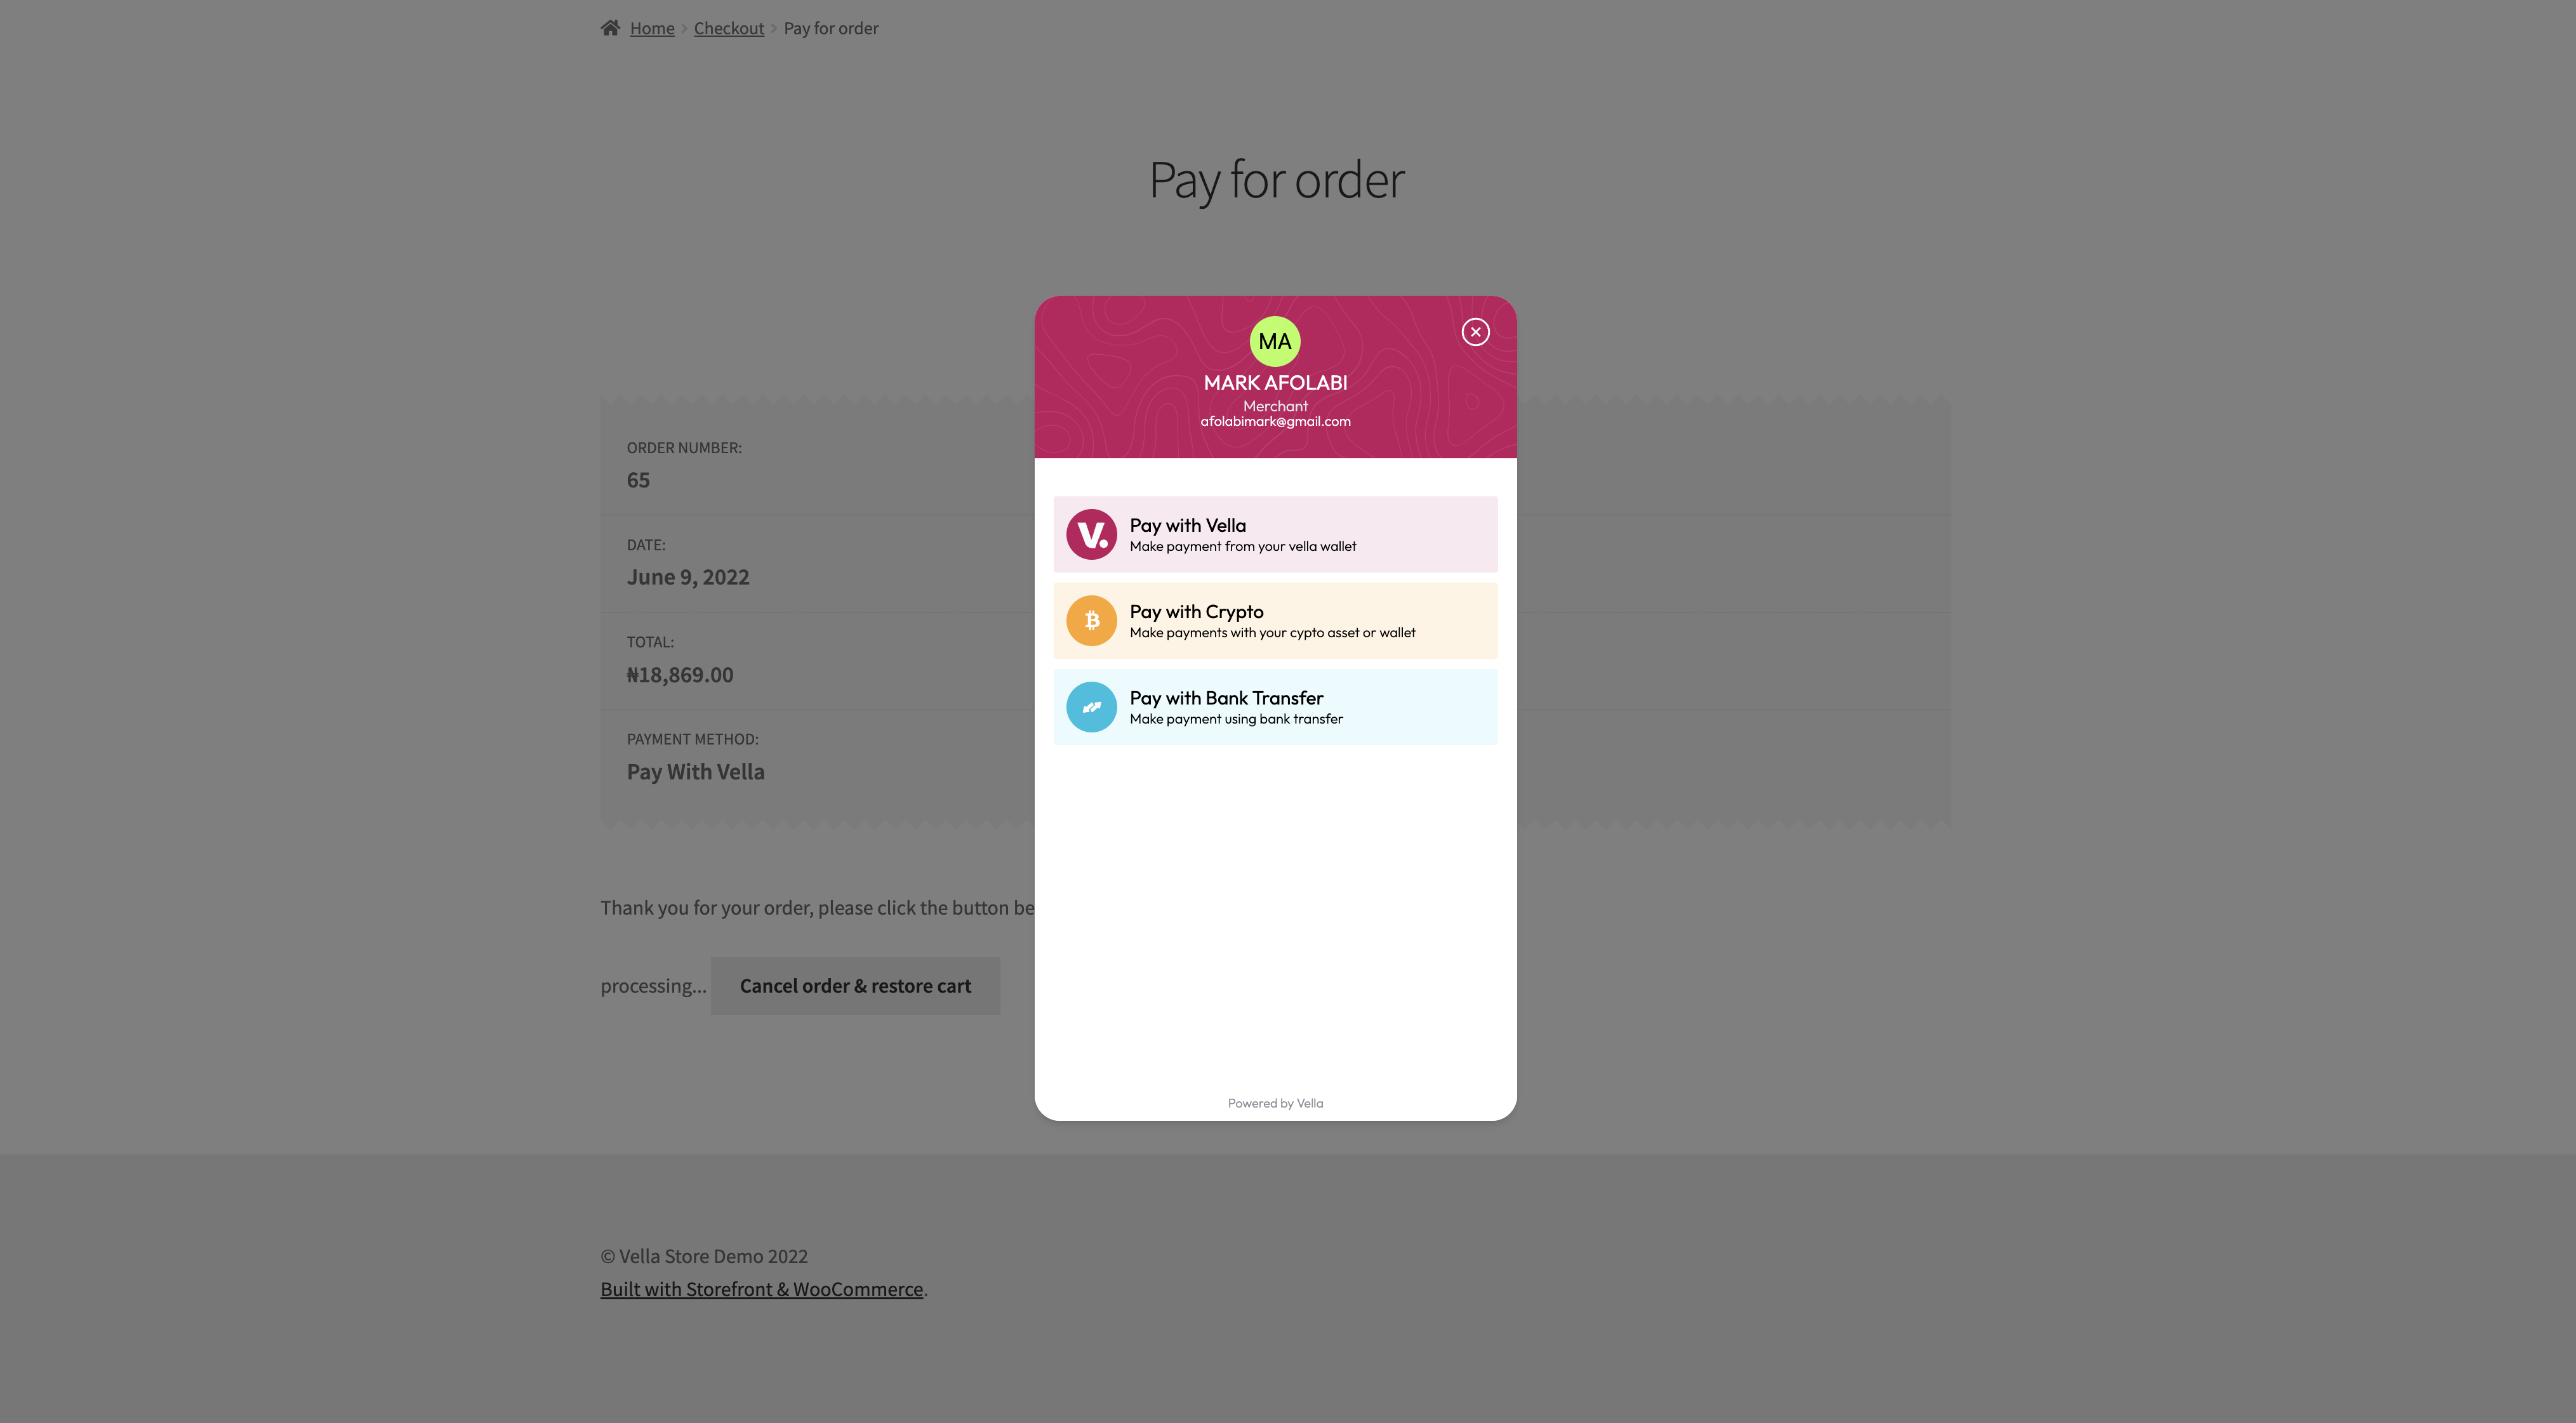 Home > Checkout > Pay for order
Pay for order
MA
MARK AFOLABI
Merchant
afolabimark@gmail.com
ORDER NUMBER:
65
DATE:
June 9, 2022
TOTAL:
₦18,869.00
PAYMENT METHOD:
Pay With Vella
V.
Pay with Vella
Make payment from your vella wallet
Pay with Crypto
Make payments with your cypto asset or wallet
Pay with Bank Transfer
Make payment using bank transfer
Thank you for your order, please click the button
processing...
Cancel order & restore cart
Powered by Vella
© Vella Store Demo 2022
Built with Storefront & WooCommerce.